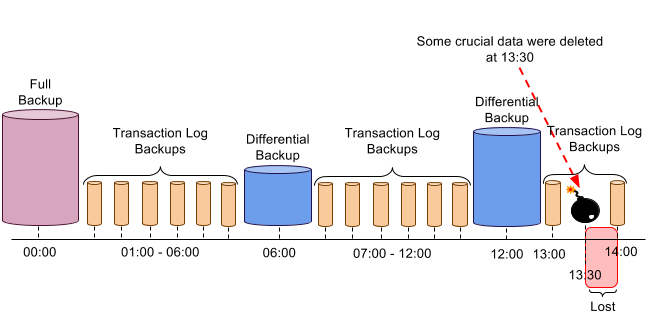 Some crucial data were deleted
at 13:30
Full
Backup
Transaction Log
Backups
Differential
Backup
Transaction Log
Backups
Differential
Backup
Transaction Log
Backups
00:00
01:00 - 06:00
06:00
07:00 - 12:00
12:00
13:00
14:00
13:30
Lost